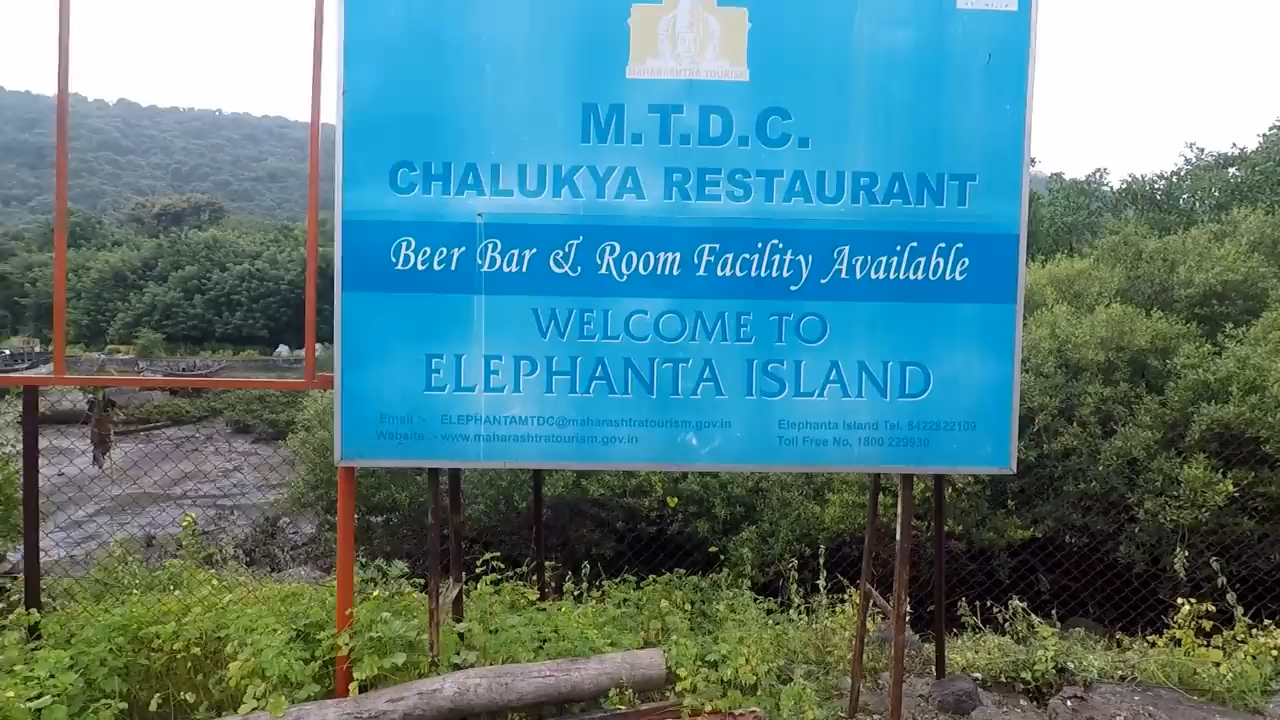 MAHARASHTRA TOURISM
M.T.D.C.
CHALUKYA RESTAURANT
Beer Bar & Room Facility Available
WELCOME TO
ELEPHANTA ISLAND
Email :- ELEPHANTAMTDC@maharashtratourism.gov.in
Website :- www.maharashtratourism.gov.in
Elephanta Island Tel. 8422822109
Toll Free No, 1800 229930